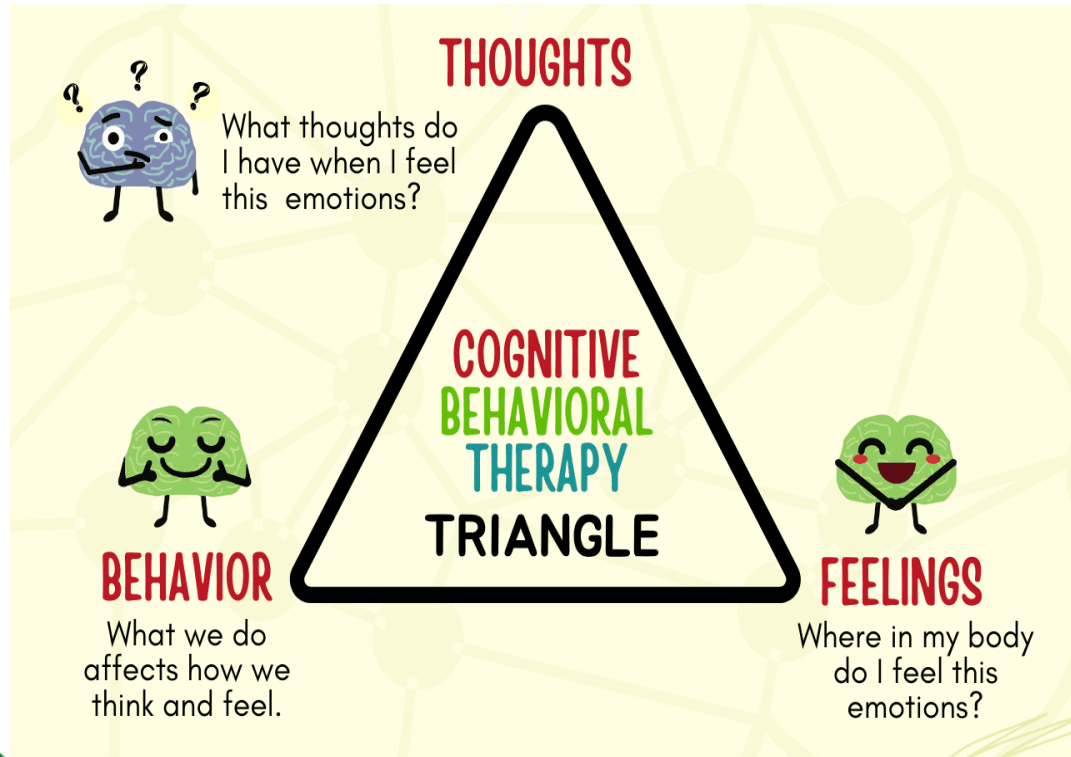 THOUGHTS
?
?
?
What thoughts do
I have when I feel
this emotions?
COGNITIVE
BEHAVIORAL
THERAPY
TRIANGLE
BEHAVIOR
What we do
affects how we
think and feel.
FEELINGS
Where in my body
do I feel this
emotions?